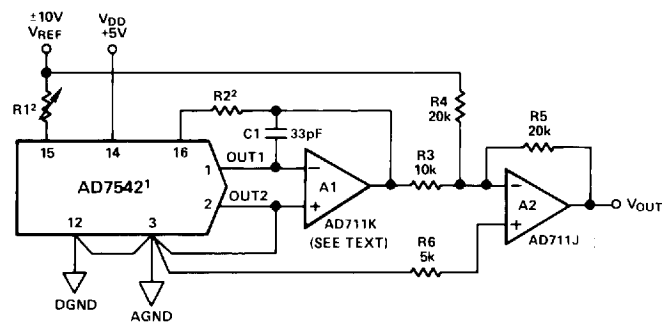 ±10V
VREF
VDD
+5V
R1²
R2²
C1
33pF
R4
20k
R5
20k
15
14
16
1
OUT1
AD7542¹
2
OUT2
A1
AD711K
(SEE TEXT)
R3
10k
A2
AD711J
VOUT
12
3
R6
5k
DGND
AGND
−
+
−
+